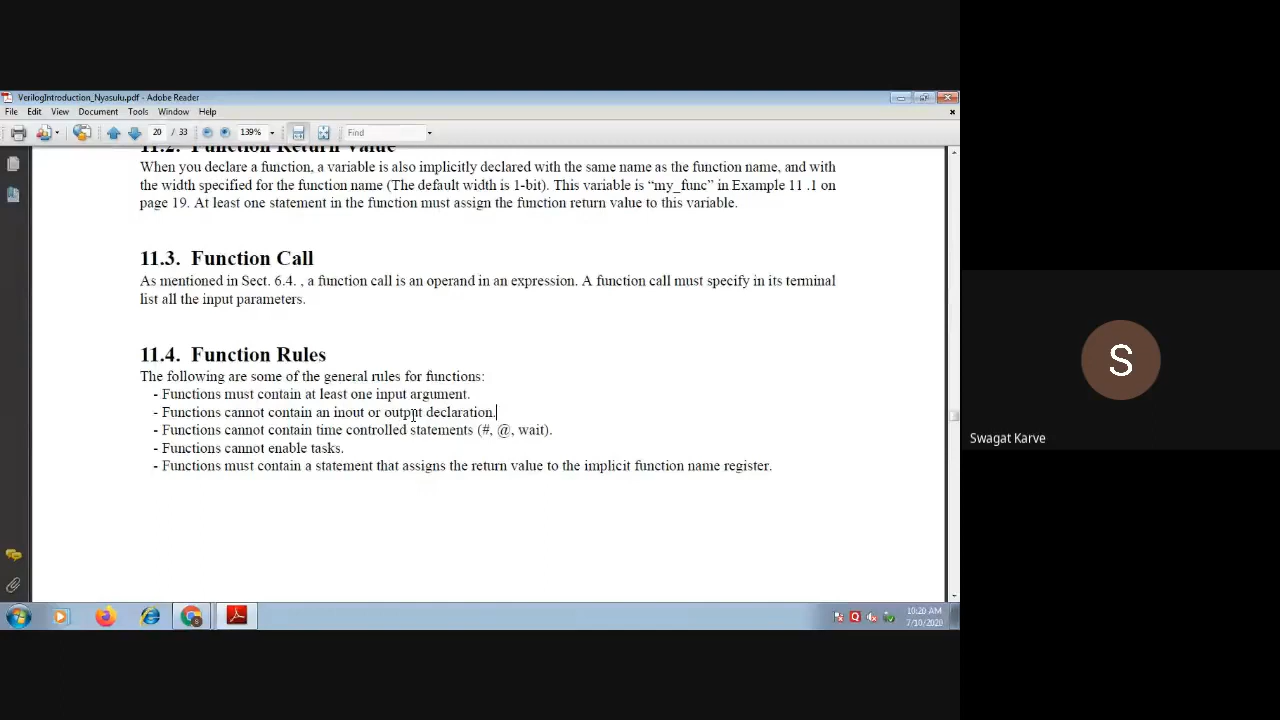 VerilogIntroduction_Nyasulu.pdf - Adobe Reader
File Edit View Document Tools Window Help
20 / 33 139% Find
11.2. Function Return Value
When you declare a function, a variable is also implicitly declared with the same name as the function name, and with
the width specified for the function name (The default width is 1-bit). This variable is “my_func” in Example 11 .1 on
page 19. At least one statement in the function must assign the function return value to this variable.
11.3. Function Call
As mentioned in Sect. 6.4. , a function call is an operand in an expression. A function call must specify in its terminal
list all the input parameters.
11.4. Function Rules
The following are some of the general rules for functions:
- Functions must contain at least one input argument.
- Functions cannot contain an inout or output declaration.
- Functions cannot contain time controlled statements (#, @, wait).
- Functions cannot enable tasks.
- Functions must contain a statement that assigns the return value to the implicit function name register.
S
Swagat Karve
10:20 AM
7/10/2020